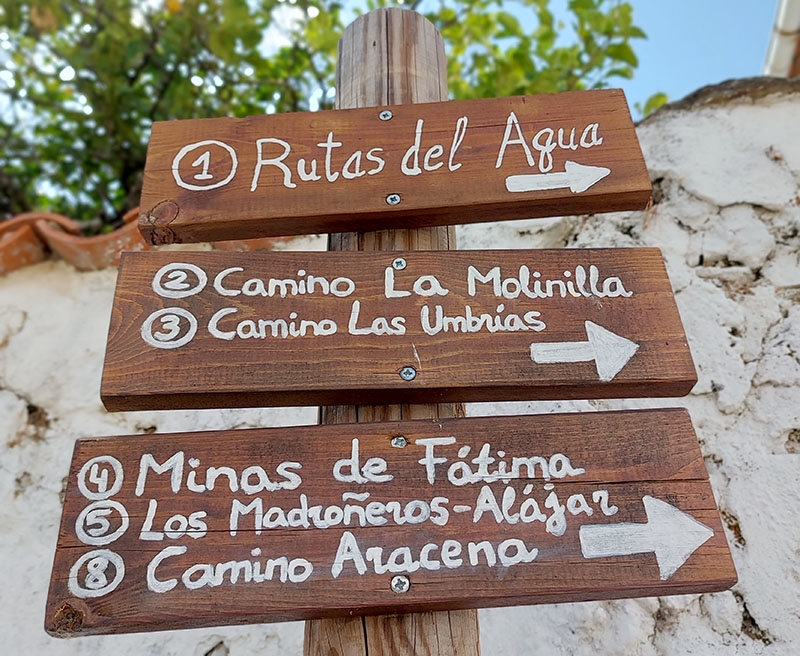 1 Rutas del Agua
2 Camino La Molinilla
3 Camino Las Umbrías
4 Minas de Fátima
5 Los Madroñeros-Alájar
8 Camino Aracena